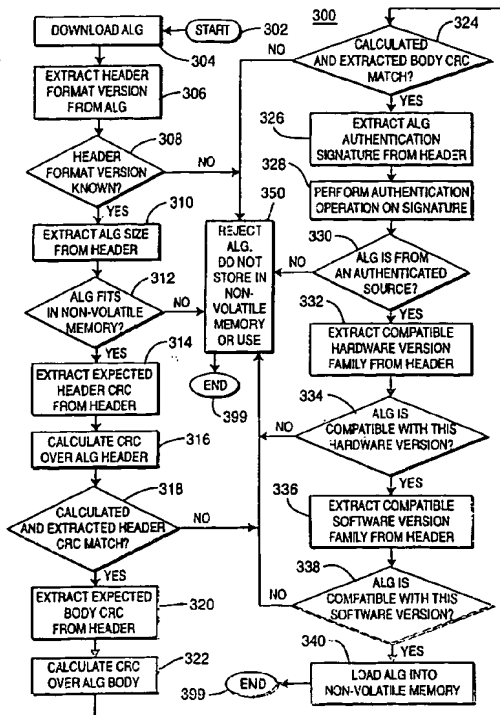 300
START
302
DOWNLOAD ALG
304
EXTRACT HEADER
FORMAT VERSION
FROM ALG
306
HEADER
FORMAT VERSION
KNOWN?
308
NO
YES
310
EXTRACT ALG SIZE
FROM HEADER
ALG FITS
IN NON-VOLATILE
MEMORY?
312
NO
YES
314
EXTRACT EXPECTED
HEADER CRC
FROM HEADER
CALCULATE CRC
OVER ALG HEADER
316
CALCULATED
AND EXTRACTED HEADER
CRC MATCH?
318
NO
YES
EXTRACT EXPECTED
BODY CRC
FROM HEADER
320
CALCULATE CRC
OVER ALG BODY
322
324
CALCULATED
AND EXTRACTED BODY CRC
MATCH?
NO
YES
326
EXTRACT ALG
AUTHENTICATION
SIGNATURE FROM HEADER
328
PERFORM AUTHENTICATION
OPERATION ON SIGNATURE
330
ALG IS FROM
AN AUTHENTICATED
SOURCE?
NO
YES
332
EXTRACT COMPATIBLE
HARDWARE VERSION
FAMILY FROM HEADER
334
ALG IS
COMPATIBLE WITH THIS
HARDWARE VERSION?
NO
YES
336
EXTRACT COMPATIBLE
SOFTWARE VERSION
FAMILY FROM HEADER
338
ALG IS
COMPATIBLE WITH THIS
SOFTWARE VERSION?
NO
YES
340
LOAD ALG INTO
NON-VOLATILE MEMORY
END
399
350
REJECT
ALG.
DO NOT
STORE IN
NON-
VOLATILE
MEMORY
OR USE
END
399